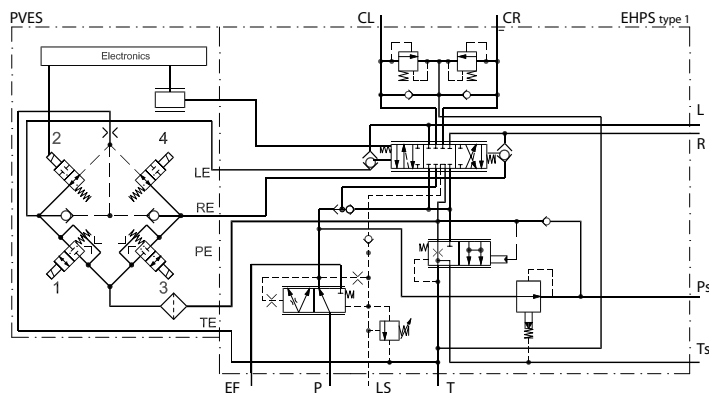 PVES
CL
CR
EHPS type 1
Electronics
L
R
2
4
LE
RE
PE
1
3
Ps
TE
Ts
EF
P
LS
T